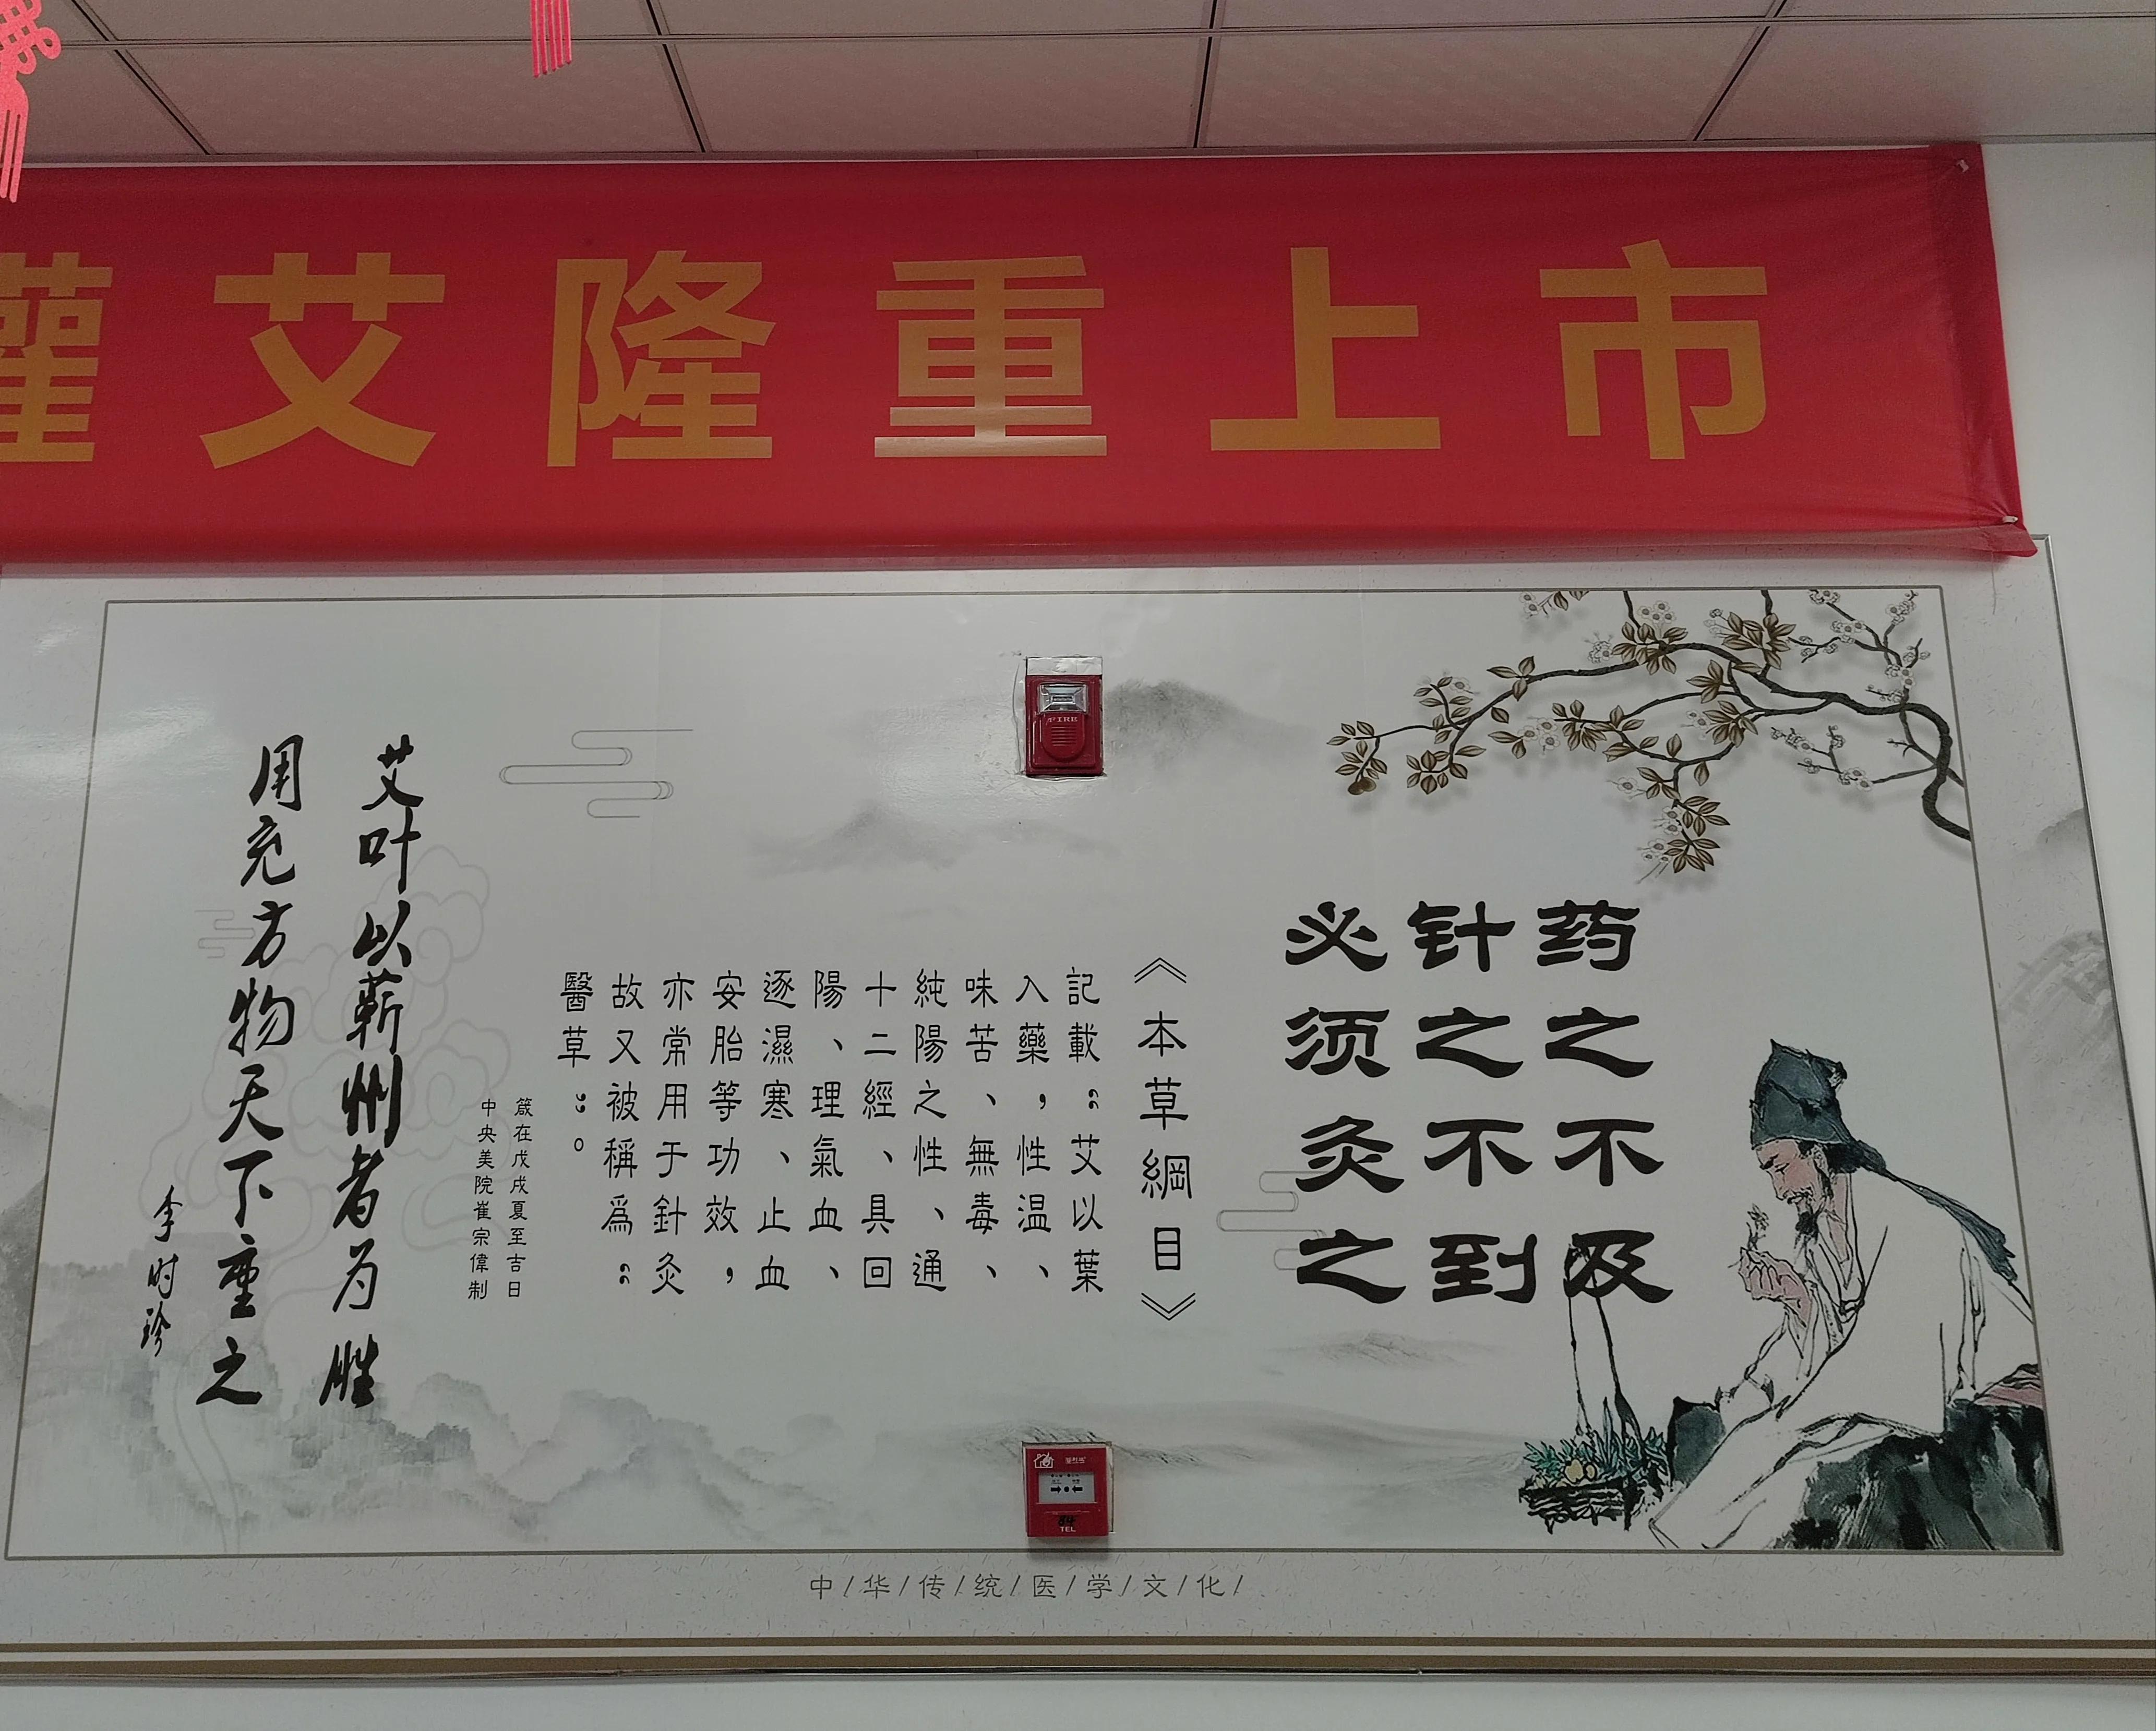 艾隆重上市
药之不及
针之不到
必须灸之
《本草綱目》
記載：艾以葉
入藥，性温、
味苦、無毒、
純陽之性、通
十二經、具回
陽、理氣血、
逐濕寒、止血
安胎等功效，
亦常用于針灸
故又被稱爲：
醫草：。
箴在戊戌夏至吉日
中央美院崔宗偉制
艾叶以蕲州者为胜
用充方物天下重之
李时珍
FIRE
TEL
中/华/传/统/医/学/文/化/